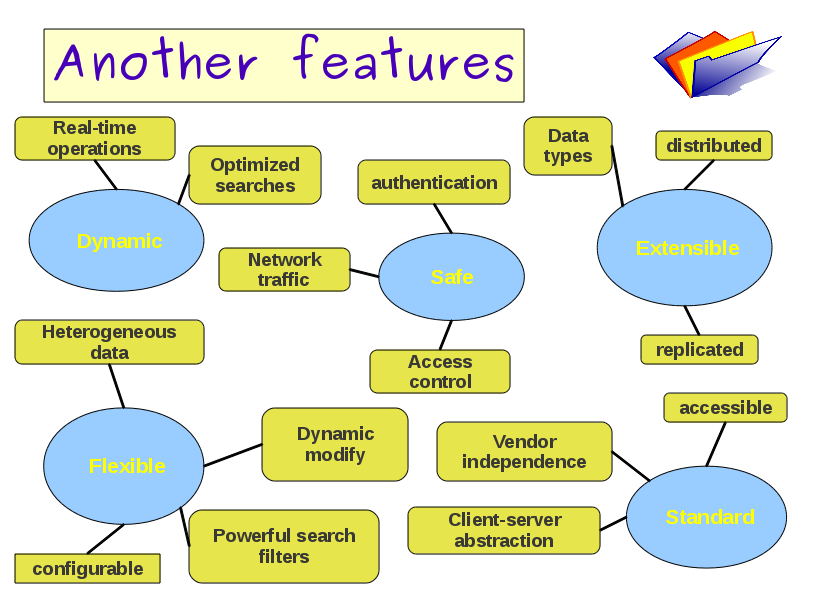 Another features
Real-time
operations
Optimized
searches
Dynamic
authentication
Network
traffic
Safe
Access
control
Data
types
distributed
Extensible
replicated
Heterogeneous
data
Flexible
Dynamic
modify
Powerful search
filters
configurable
accessible
Vendor
independence
Client-server
abstraction
Standard